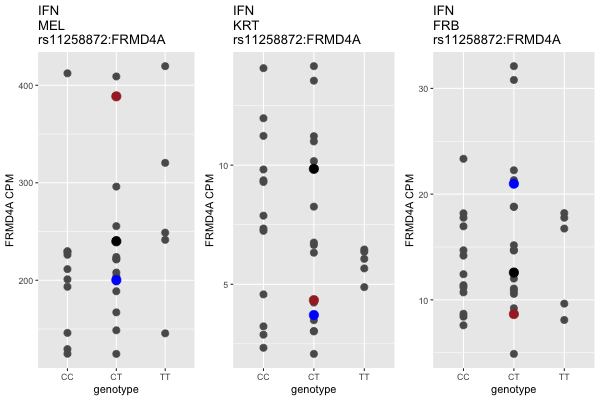 IFN
MEL
rs11258872:FRMD4A
FRMD4A CPM
400
300
200
CC
CT
TT
genotype
IFN
KRT
rs11258872:FRMD4A
FRMD4A CPM
10
5
CC
CT
TT
genotype
IFN
FRB
rs11258872:FRMD4A
FRMD4A CPM
30
20
10
CC
CT
TT
genotype